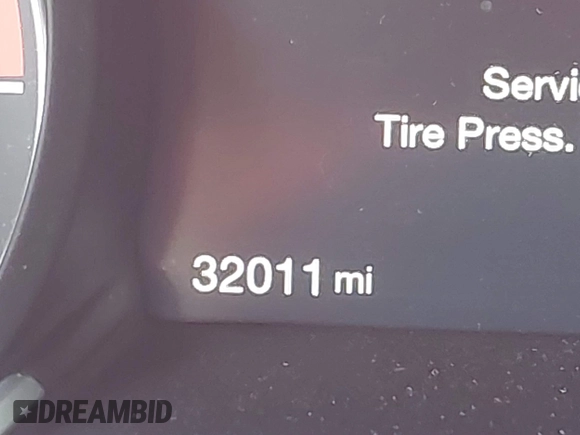 Servi
Tire Press.
32011 mi
DREAMBID